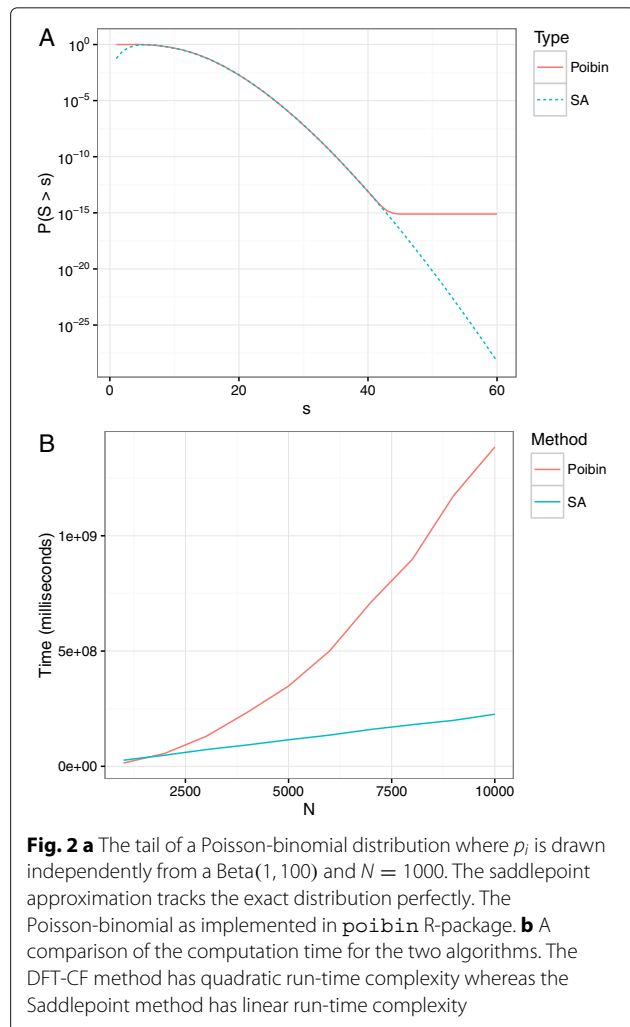 A
10⁰
10⁻⁵
10⁻¹⁰
10⁻¹⁵
10⁻²⁰
10⁻²⁵
P(S > s)
0
20
40
60
s
Type
Poibin
SA
B
1e+09
5e+08
0e+00
Time (milliseconds)
2500
5000
7500
10000
N
Method
Poibin
SA
Fig. 2 a The tail of a Poisson-binomial distribution where pᵢ is drawn
independently from a Beta(1, 100) and N = 1000. The saddlepoint
approximation tracks the exact distribution perfectly. The
Poisson-binomial as implemented in poibin R-package. b A
comparison of the computation time for the two algorithms. The
DFT-CF method has quadratic run-time complexity whereas the
Saddlepoint method has linear run-time complexity